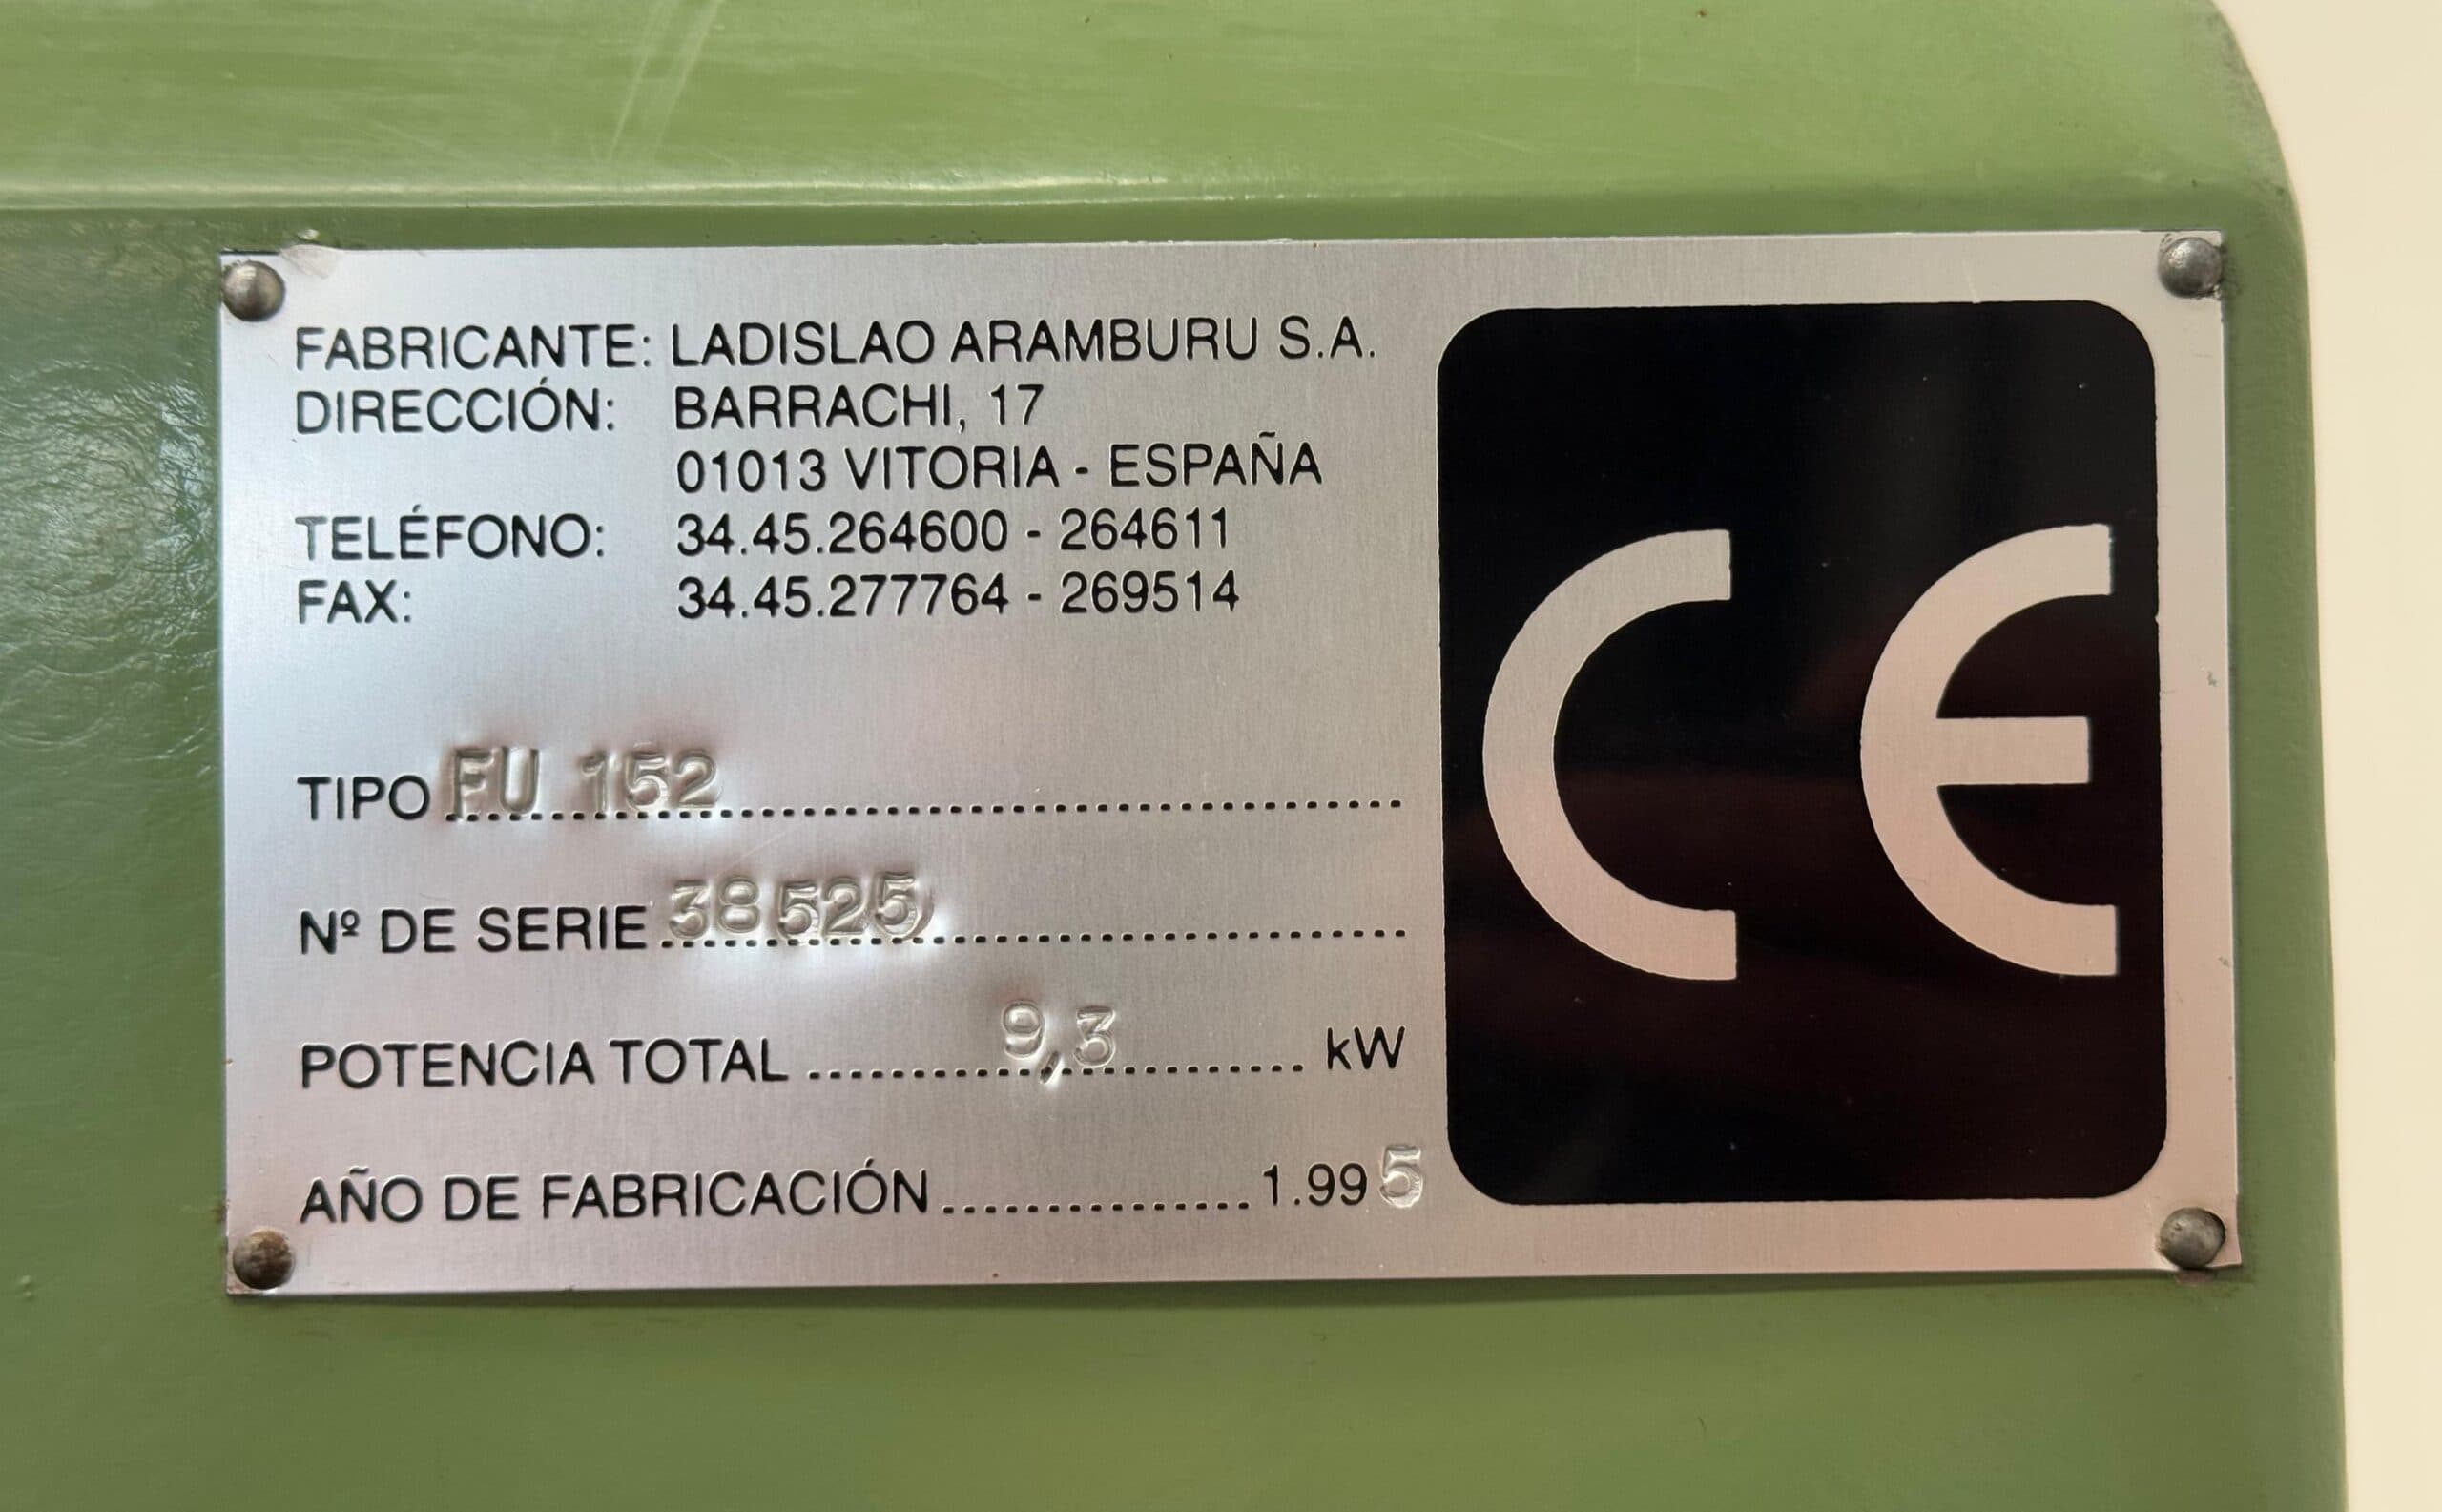 FABRICANTE: LADISLAO ARAMBURU S.A.
DIRECCIÓN: BARRACHI, 17
01013 VITORIA - ESPAÑA
TELÉFONO: 34.45.264600 - 264611
FAX: 34.45.277764 - 269514
TIPO FU 152
Nº DE SERIE 38525
POTENCIA TOTAL 9,3 kW
AÑO DE FABRICACIÓN 1.995
CE